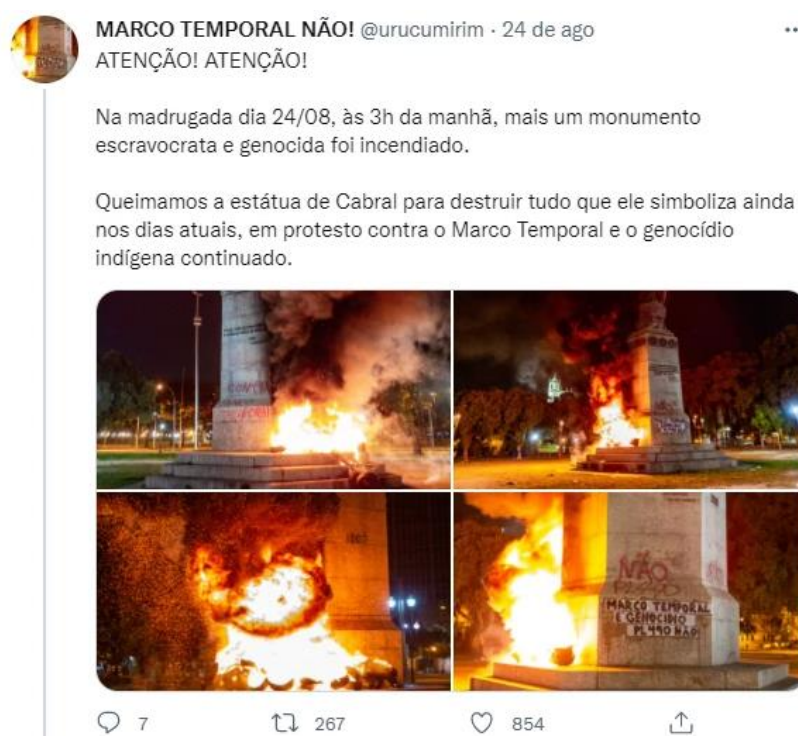 MARCO TEMPORAL NÃO! @urucumirim · 24 de ago
ATENÇÃO! ATENÇÃO!
Na madrugada dia 24/08, às 3h da manhã, mais um monumento
escravocrata e genocida foi incendiado.
Queimamos a estátua de Cabral para destruir tudo que ele simboliza ainda
nos dias atuais, em protesto contra o Marco Temporal e o genocídio
indígena continuado.
NÃO
MARCO TEMPORAL
É GENOCIDIO
PL 490 NÃO
7 267 854